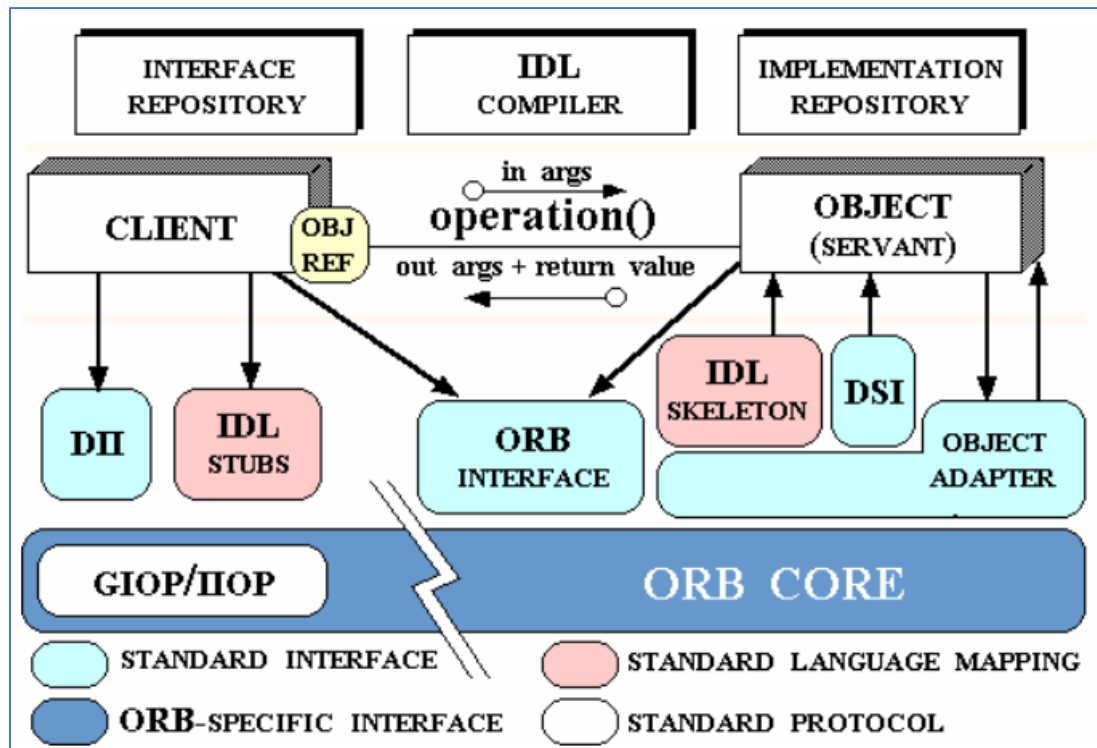 INTERFACE
REPOSITORY
IDL
COMPILER
IMPLEMENTATION
REPOSITORY
CLIENT
OBJ
REF
in args
operation()
out args + return value
OBJECT
(SERVANT)
DII
IDL
STUBS
ORB
INTERFACE
IDL
SKELETON
DSI
OBJECT
ADAPTER
GIOP/IIOP
ORB CORE
STANDARD INTERFACE
STANDARD LANGUAGE MAPPING
ORB-SPECIFIC INTERFACE
STANDARD PROTOCOL